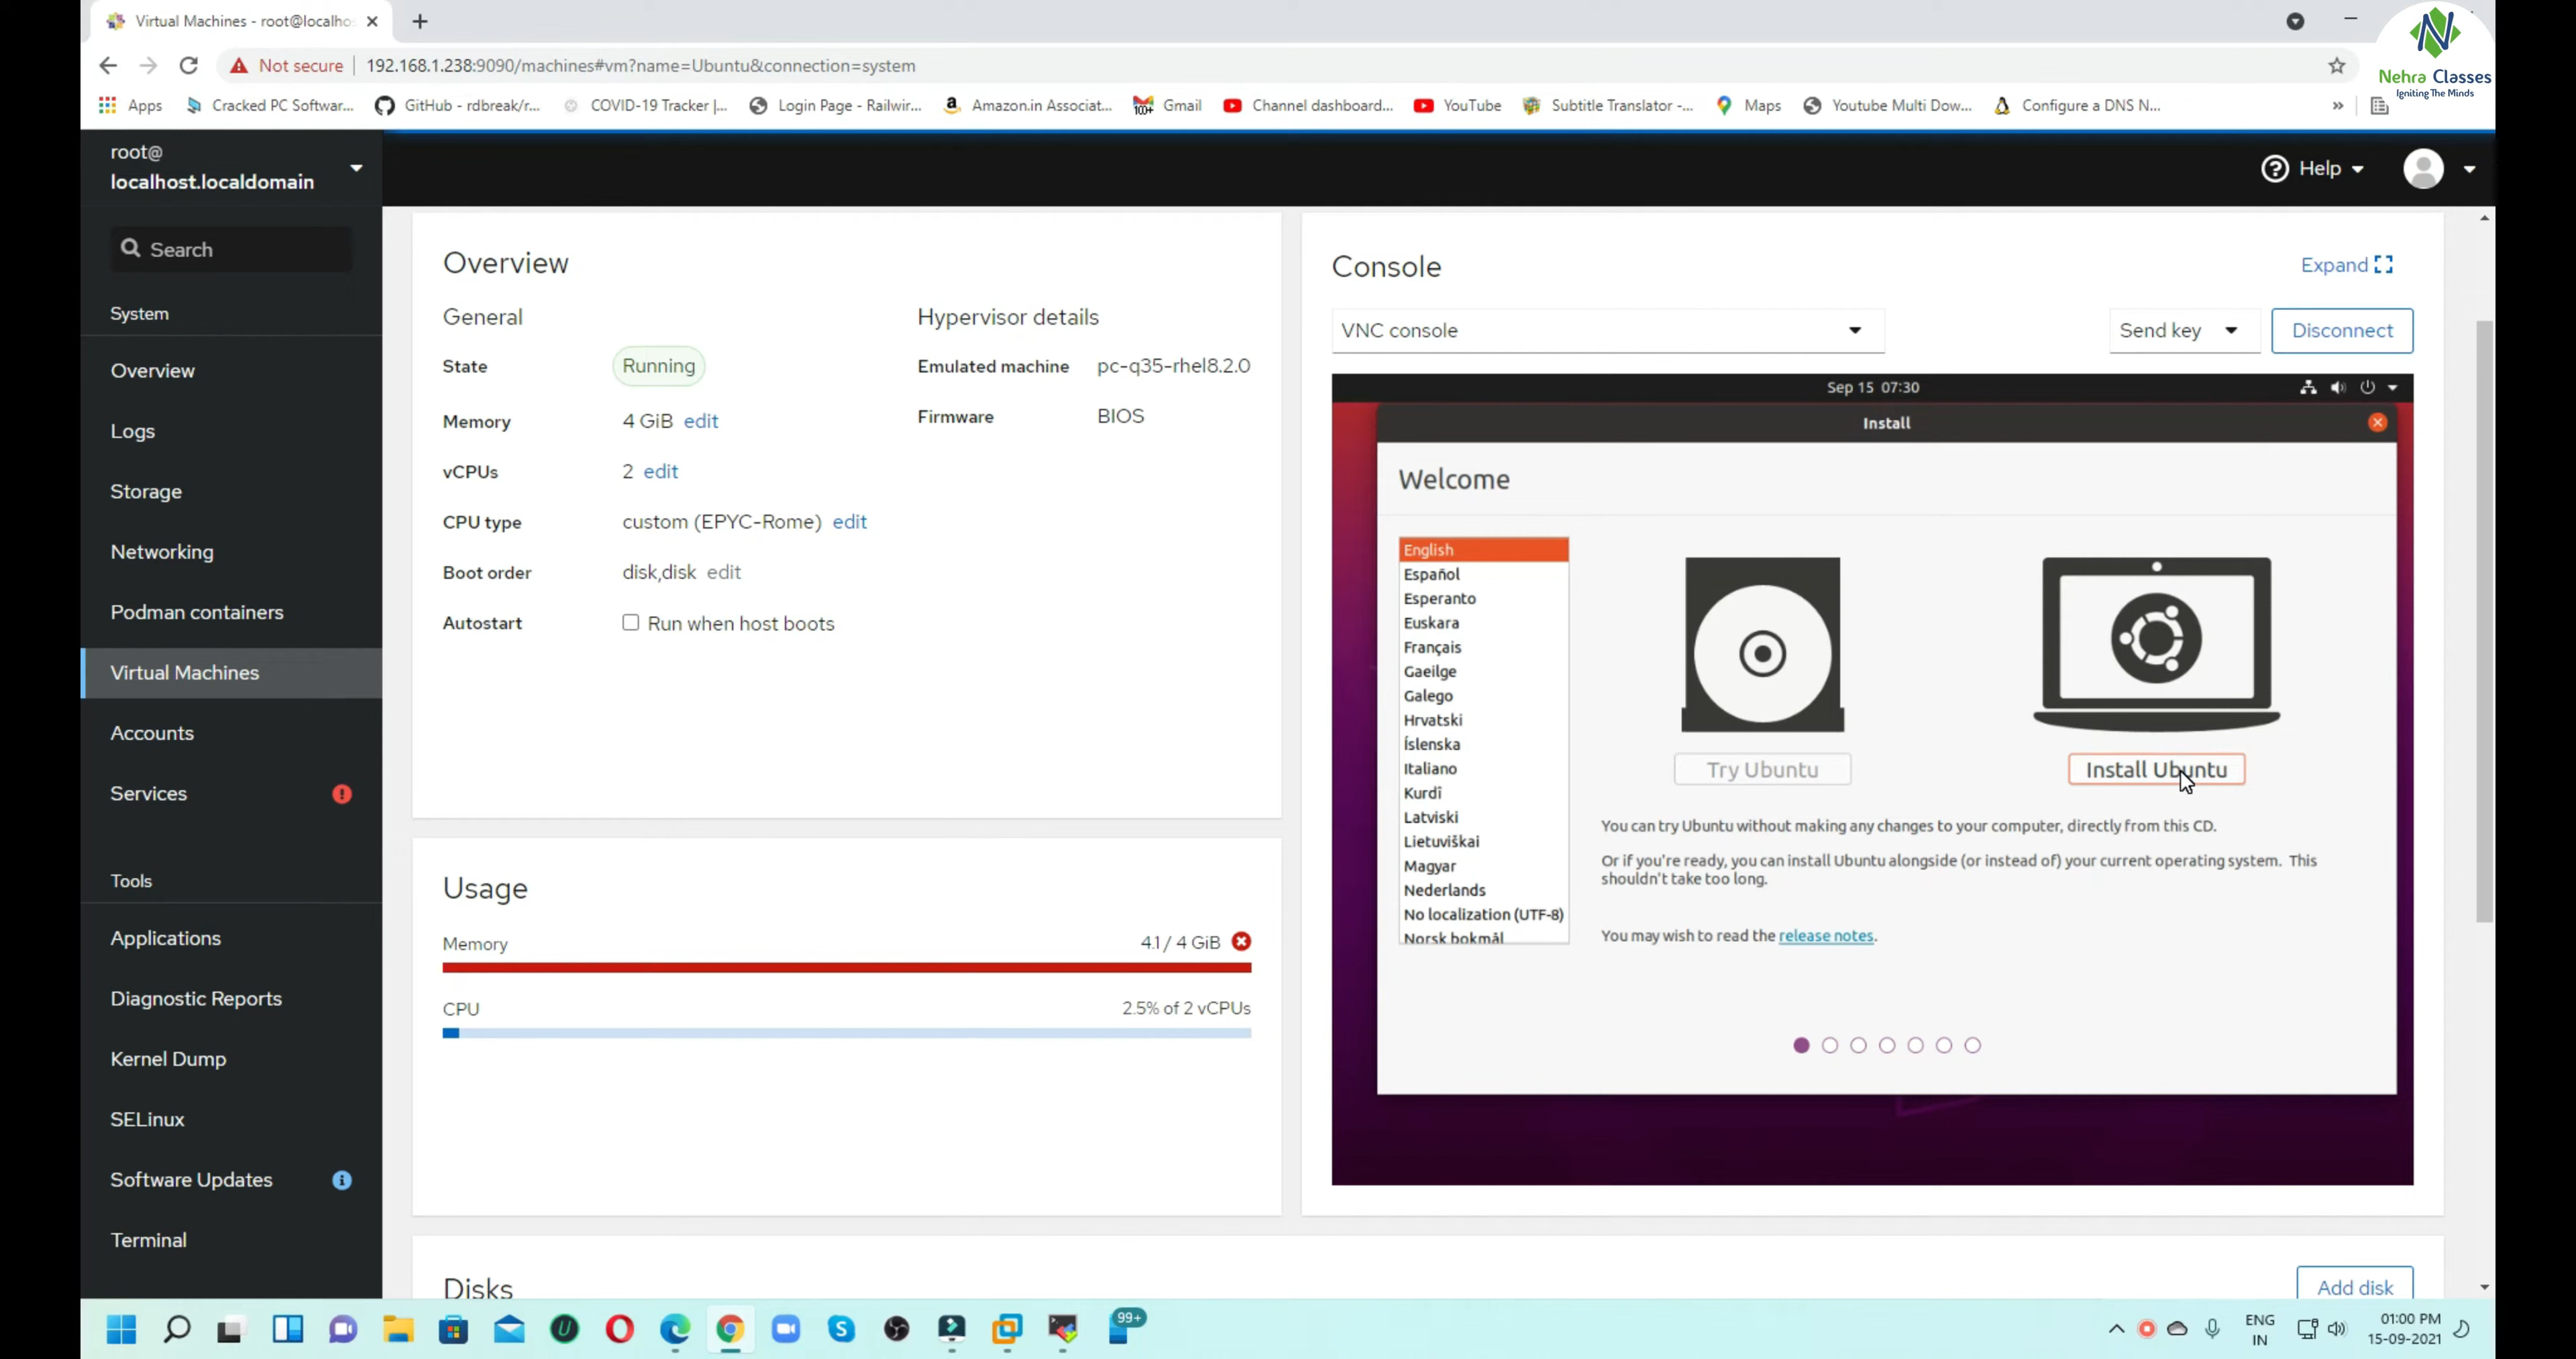 Virtual Machines - root@localho
Nehra Classes
Igniting The Minds
Not secure
192.168.1.238:9090/machines#vm?name=Ubuntu&connection=system
Apps
Cracked PC Softwar...
GitHub - rdbreak/r...
COVID-19 Tracker |...
Login Page - Railwir...
Amazon.in Associat...
100+
Gmail
Channel dashboard...
YouTube
Subtitle Translator -...
Maps
Youtube Multi Dow...
Configure a DNS N...
»
root@
localhost.localdomain
Help
Search
System
Overview
Logs
Storage
Networking
Podman containers
Virtual Machines
Accounts
Services
Tools
Applications
Diagnostic Reports
Kernel Dump
SELinux
Software Updates
Terminal
Overview
General
State Running
Memory 4 GiB edit
vCPUs 2 edit
CPU type custom (EPYC-Rome) edit
Boot order disk,disk edit
Autostart Run when host boots
Hypervisor details
Emulated machine pc-q35-rhel8.2.0
Firmware BIOS
Usage
Memory 4.1 / 4 GiB
CPU 2.5% of 2 vCPUs
Disks
Add disk
Console
Expand
VNC console
Send key
Disconnect
Sep 15 07:30
Install
Welcome
English
Español
Esperanto
Euskara
Français
Gaeilge
Galego
Hrvatski
Íslenska
Italiano
Kurdî
Latviski
Lietuviškai
Magyar
Nederlands
No localization (UTF-8)
Norsk bokmål
Try Ubuntu
Install Ubuntu
You can try Ubuntu without making any changes to your computer, directly from this CD.
Or if you're ready, you can install Ubuntu alongside (or instead of) your current operating system. This
shouldn't take too long.
You may wish to read the release notes.
99+
ENG
IN
01:00 PM
15-09-2021